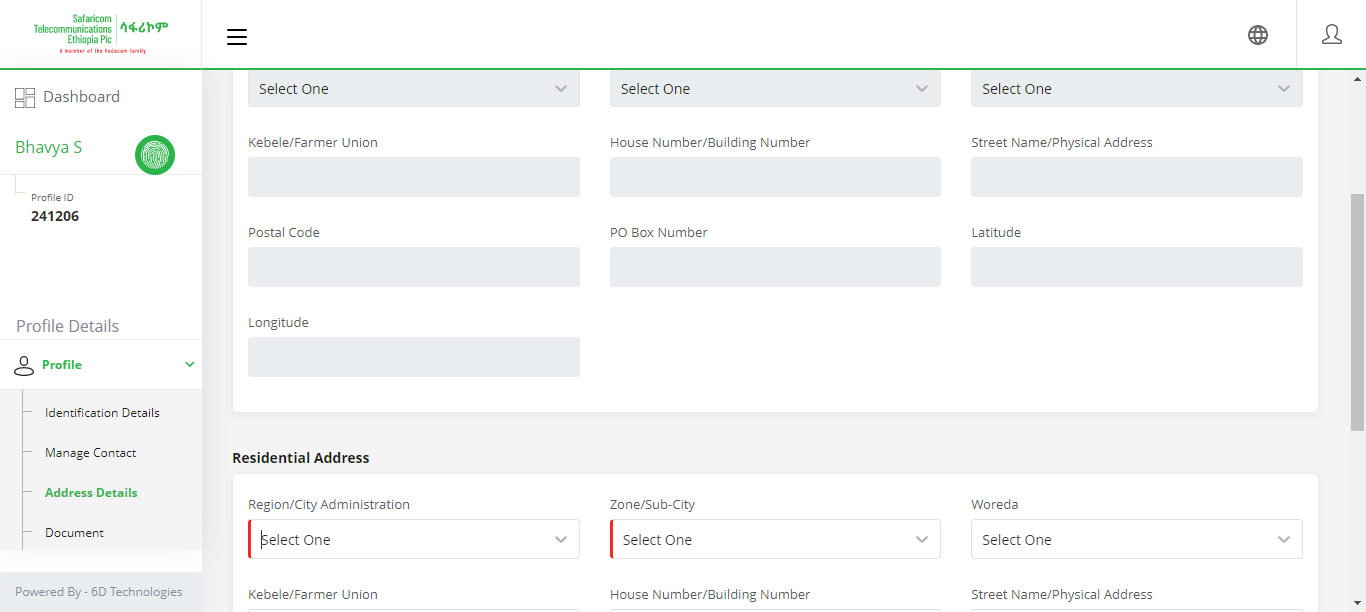 Safaricom
Telecommunications
Ethiopia Plc
ሳፋሪኮም
A member of the Vodacom family
Dashboard
Bhavya S
Profile ID
241206
Profile Details
Profile
Identification Details
Manage Contact
Address Details
Document
Powered By - 6D Technologies
Select One Select One Select One
Kebele/Farmer Union House Number/Building Number Street Name/Physical Address
Postal Code PO Box Number Latitude
Longitude
Residential Address
Region/City Administration Zone/Sub-City Woreda
Select One Select One Select One
Kebele/Farmer Union House Number/Building Number Street Name/Physical Address